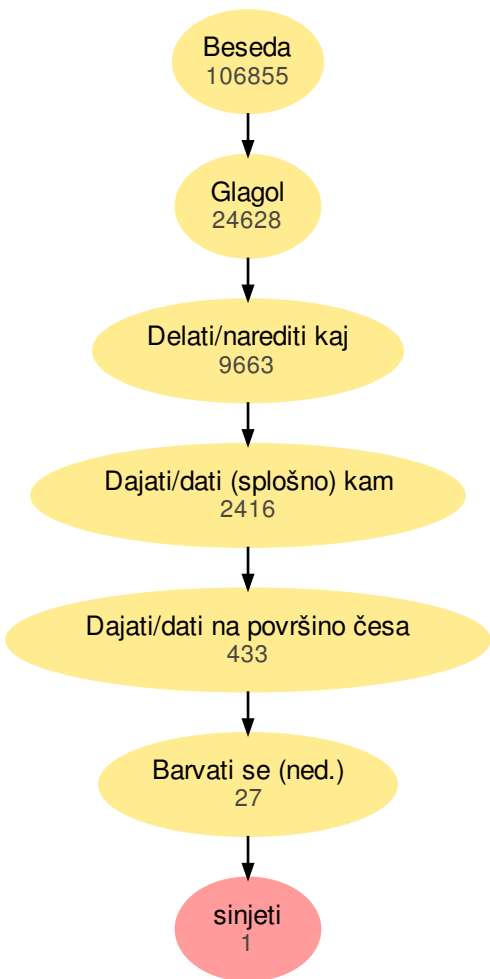 Beseda
106855
Glagol
24628
Delati/narediti kaj
9663
Dajati/dati (splošno) kam
2416
Dajati/dati na površino česa
433
Barvati se (ned.)
27
sinjeti
1